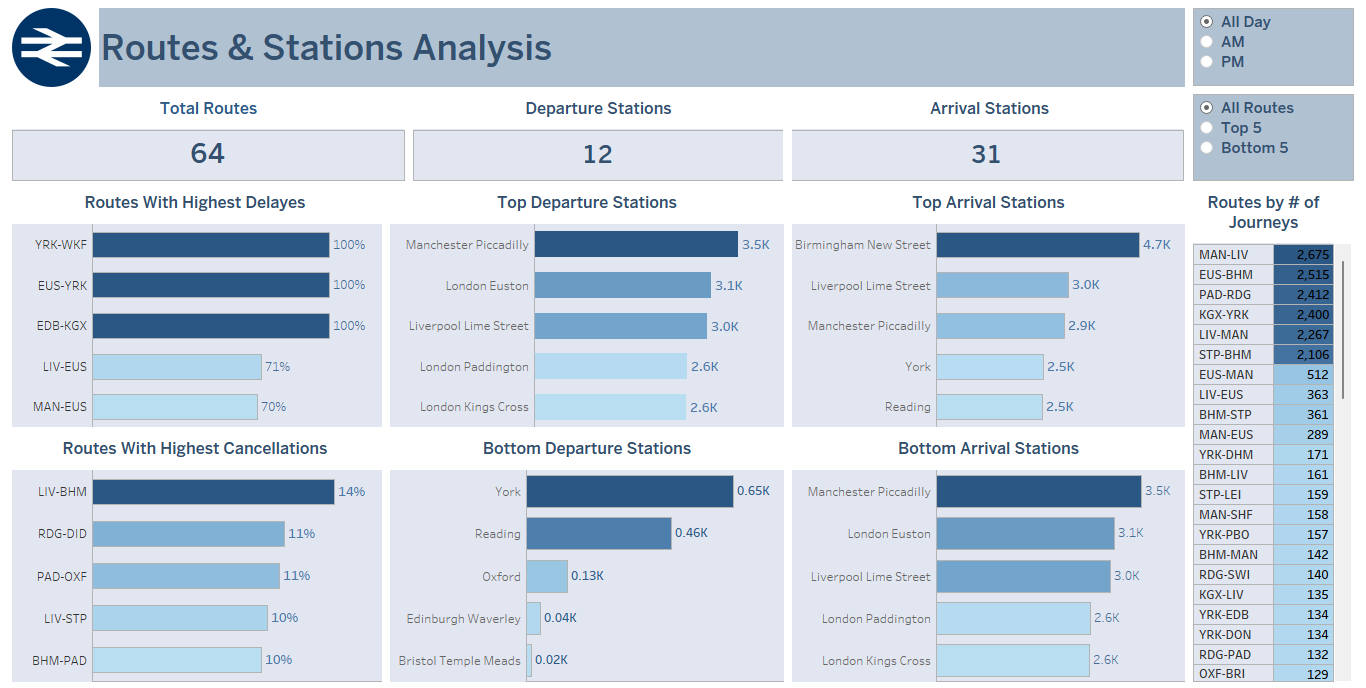 Routes & Stations Analysis
All Day
AM
PM
All Routes
Top 5
Bottom 5
Total Routes
64
Departure Stations
12
Arrival Stations
31
Routes With Highest Delayes
YRK-WKF 100%
EUS-YRK 100%
EDB-KGX 100%
LIV-EUS 71%
MAN-EUS 70%
Top Departure Stations
Manchester Piccadilly 3.5K
London Euston 3.1K
Liverpool Lime Street 3.0K
London Paddington 2.6K
London Kings Cross 2.6K
Top Arrival Stations
Birmingham New Street 4.7K
Liverpool Lime Street 3.0K
Manchester Piccadilly 2.9K
York 2.5K
Reading 2.5K
Routes With Highest Cancellations
LIV-BHM 14%
RDG-DID 11%
PAD-OXF 11%
LIV-STP 10%
BHM-PAD 10%
Bottom Departure Stations
York 0.65K
Reading 0.46K
Oxford 0.13K
Edinburgh Waverley 0.04K
Bristol Temple Meads 0.02K
Bottom Arrival Stations
Manchester Piccadilly 3.5K
London Euston 3.1K
Liverpool Lime Street 3.0K
London Paddington 2.6K
London Kings Cross 2.6K
Routes by # of
Journeys
MAN-LIV 2,675
EUS-BHM 2,515
PAD-RDG 2,412
KGX-YRK 2,400
LIV-MAN 2,267
STP-BHM 2,106
EUS-MAN 512
LIV-EUS 363
BHM-STP 361
MAN-EUS 289
YRK-DHM 171
BHM-LIV 161
STP-LEI 159
MAN-SHF 158
YRK-PBO 157
BHM-MAN 142
RDG-SWI 140
KGX-LIV 135
YRK-EDB 134
YRK-DON 134
RDG-PAD 132
OXF-BRI 129